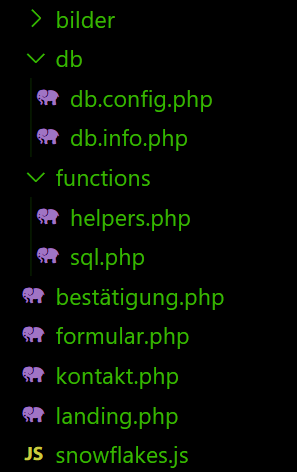 bilder
db
db.config.php
db.info.php
functions
helpers.php
sql.php
bestätigung.php
formular.php
kontakt.php
landing.php
JS snowflakes.js